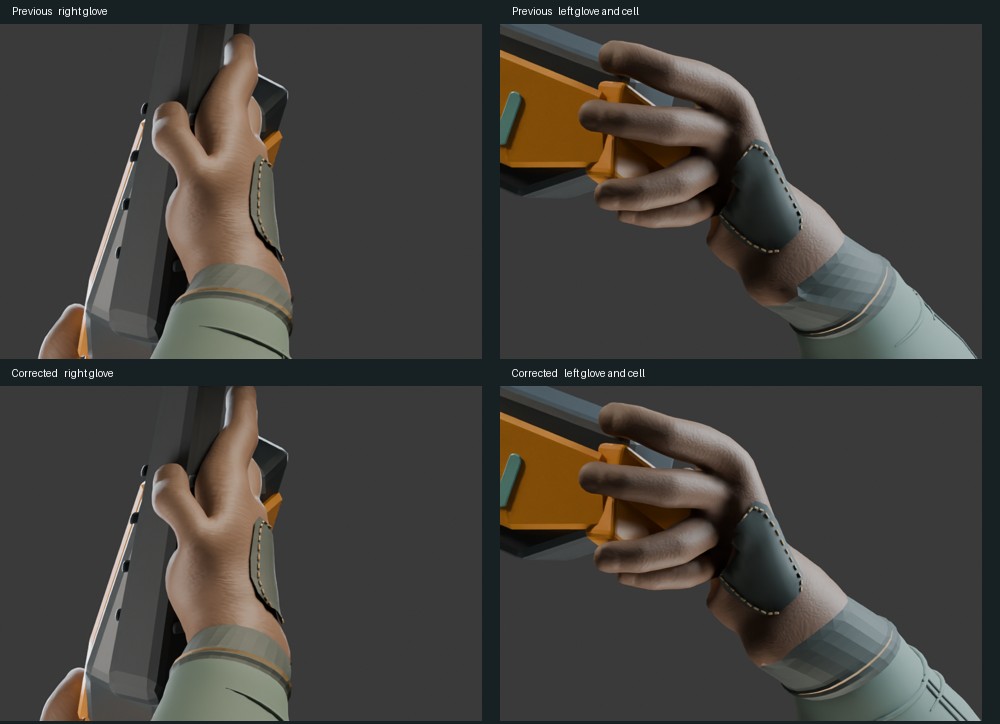 Previous right glove
Previous left glove and cell
Corrected right glove
Corrected left glove and cell